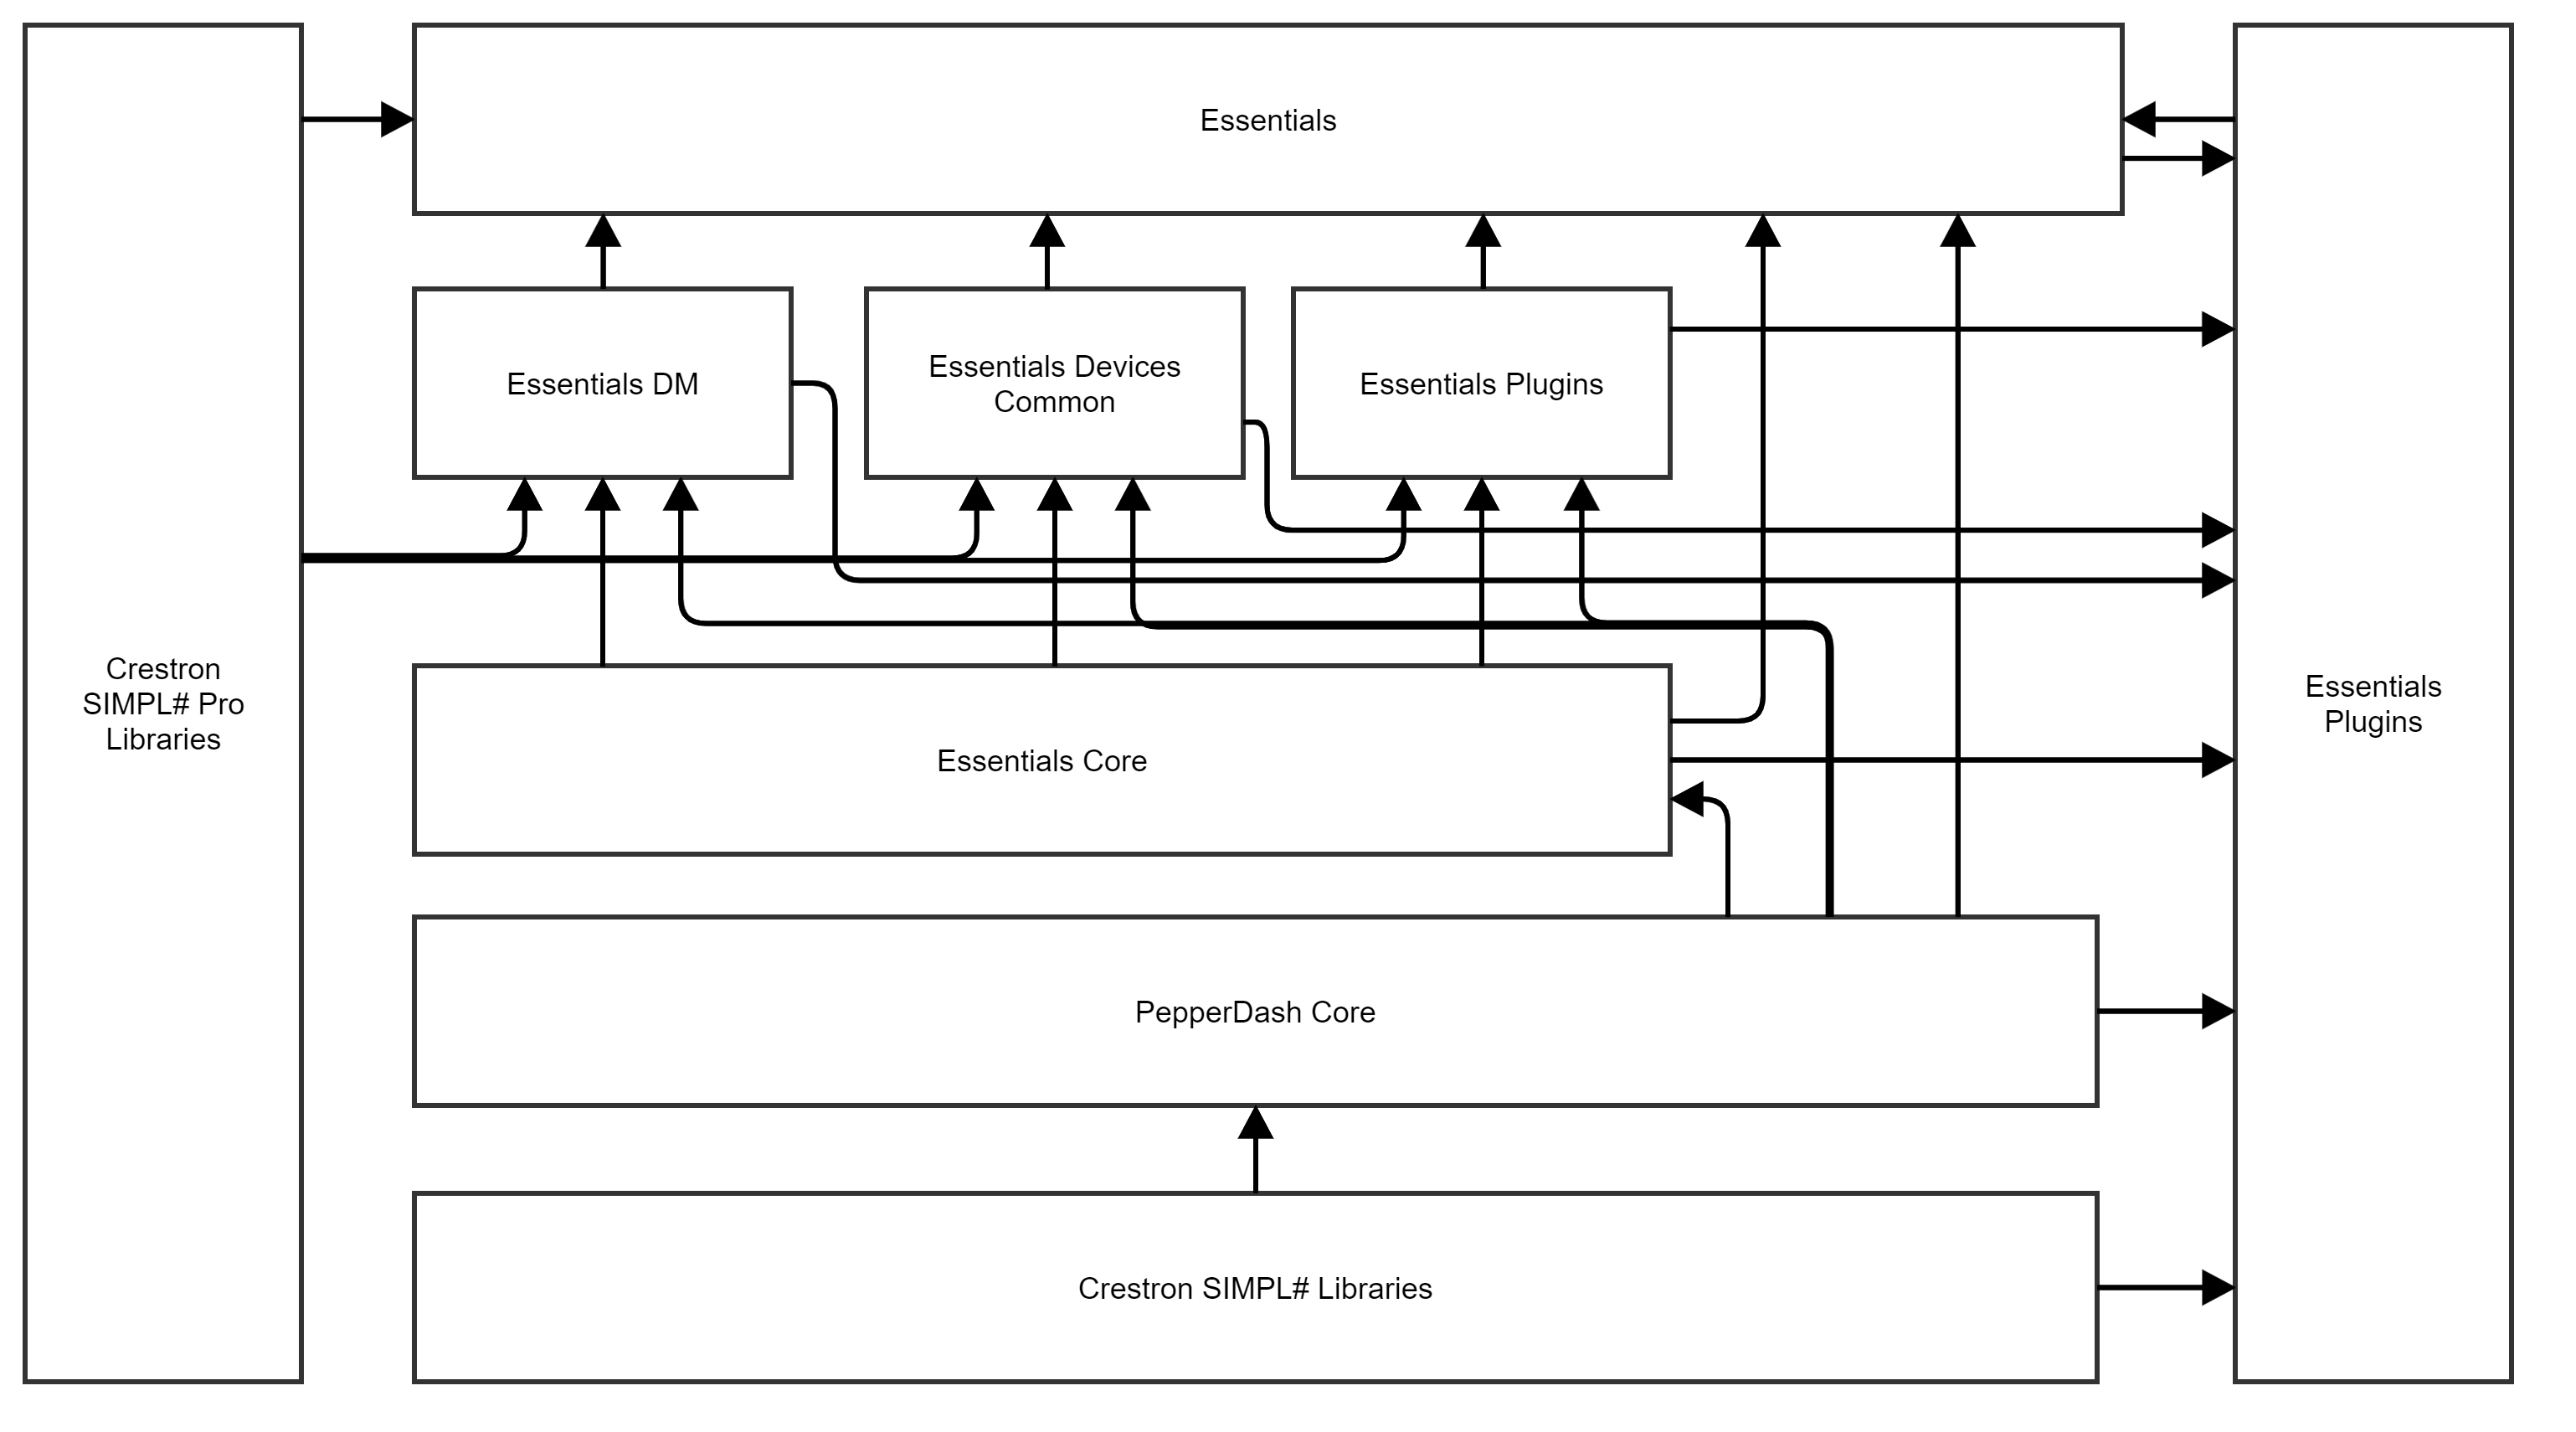 Essentials
Essentials DM
Essentials Devices
Common
Essentials Plugins
Crestron
SIMPL# Pro
Libraries
Essentials
Plugins
Essentials Core
PepperDash Core
Crestron SIMPL# Libraries